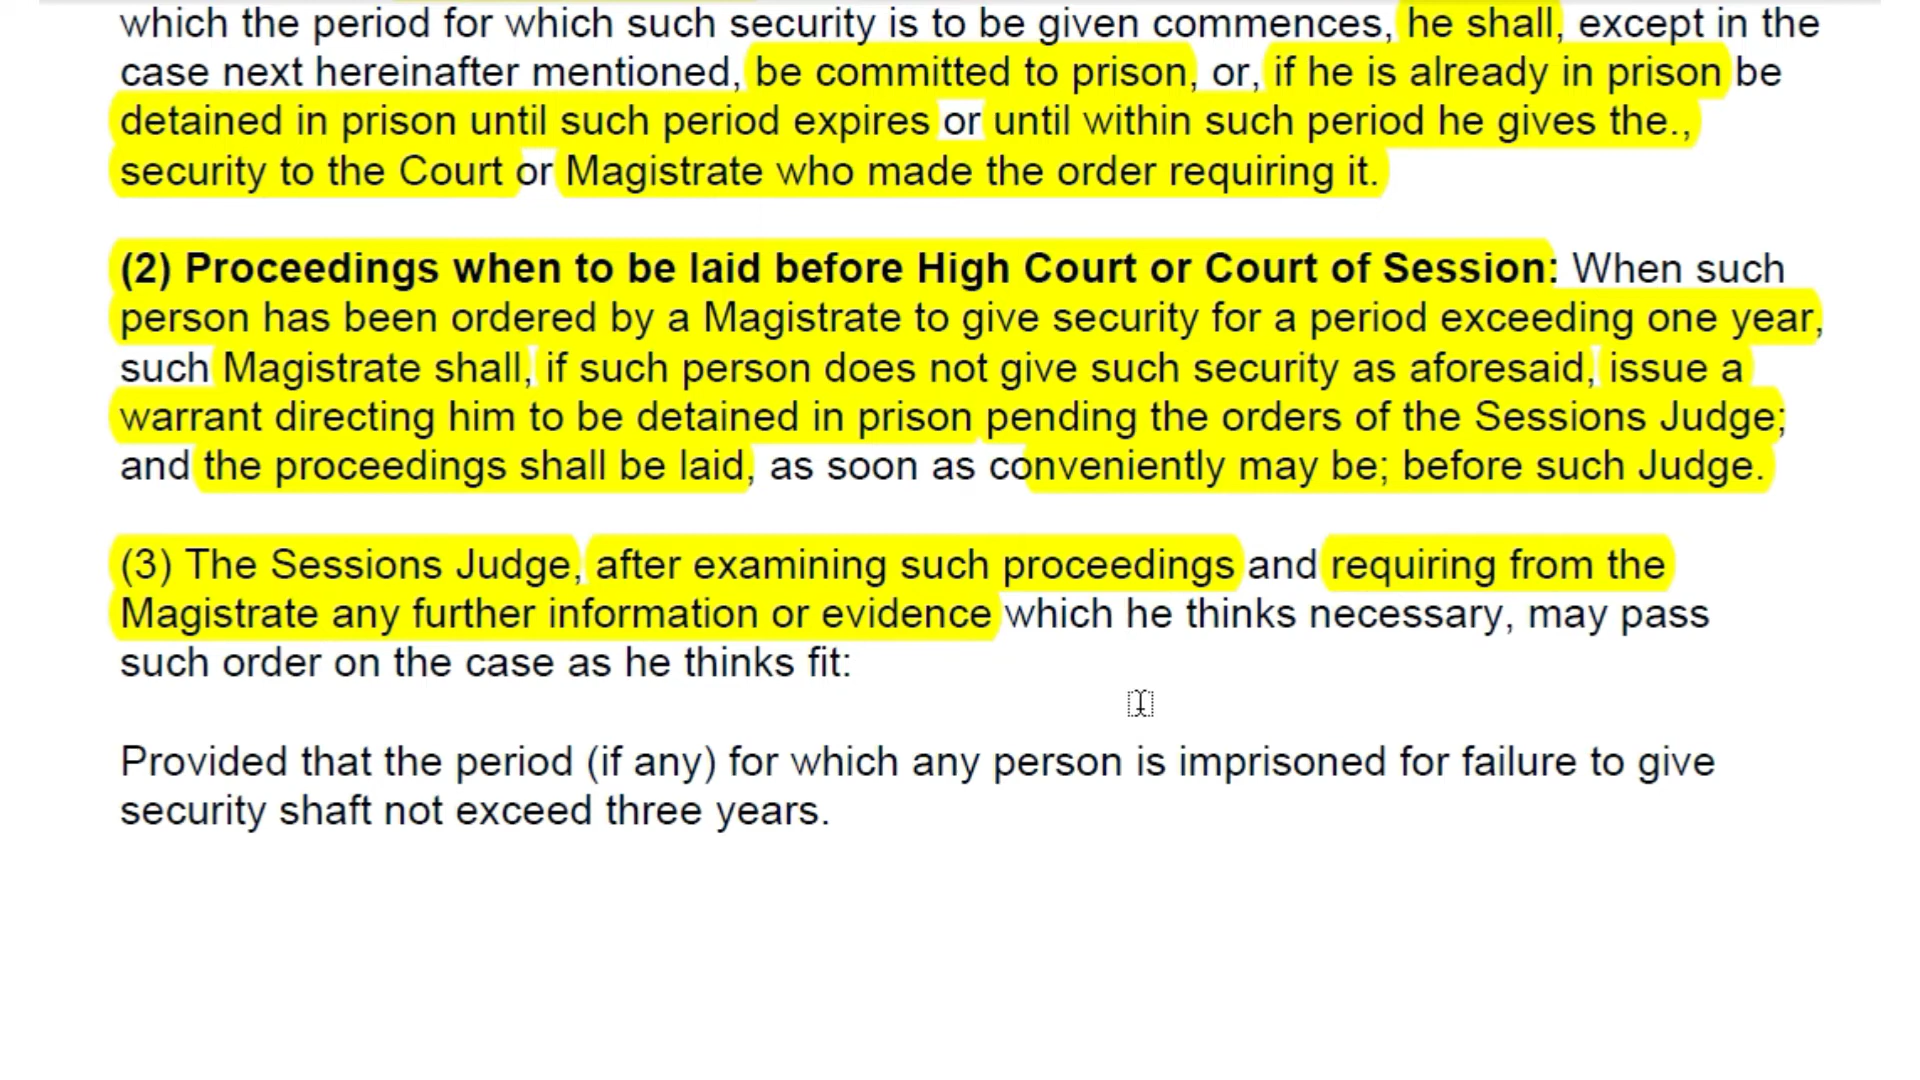 which the period for which such security is to be given commences, he shall, except in the
case next hereinafter mentioned, be committed to prison, or, if he is already in prison be
detained in prison until such period expires or until within such period he gives the.,
security to the Court or Magistrate who made the order requiring it.
(2) Proceedings when to be laid before High Court or Court of Session: When such
person has been ordered by a Magistrate to give security for a period exceeding one year,
such Magistrate shall, if such person does not give such security as aforesaid, issue a
warrant directing him to be detained in prison pending the orders of the Sessions Judge;
and the proceedings shall be laid, as soon as conveniently may be; before such Judge.
(3) The Sessions Judge, after examining such proceedings and requiring from the
Magistrate any further information or evidence which he thinks necessary, may pass
such order on the case as he thinks fit:
Provided that the period (if any) for which any person is imprisoned for failure to give
security shaft not exceed three years.